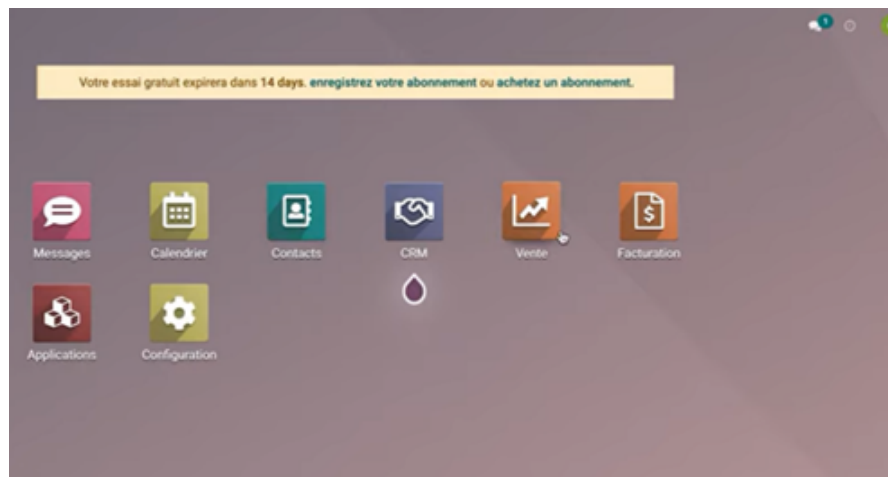 1
Votre essai gratuit expirera dans 14 days. enregistrez votre abonnement ou achetez un abonnement.
Messages Calendrier Contacts CRM Vente Facturation
Applications Configuration